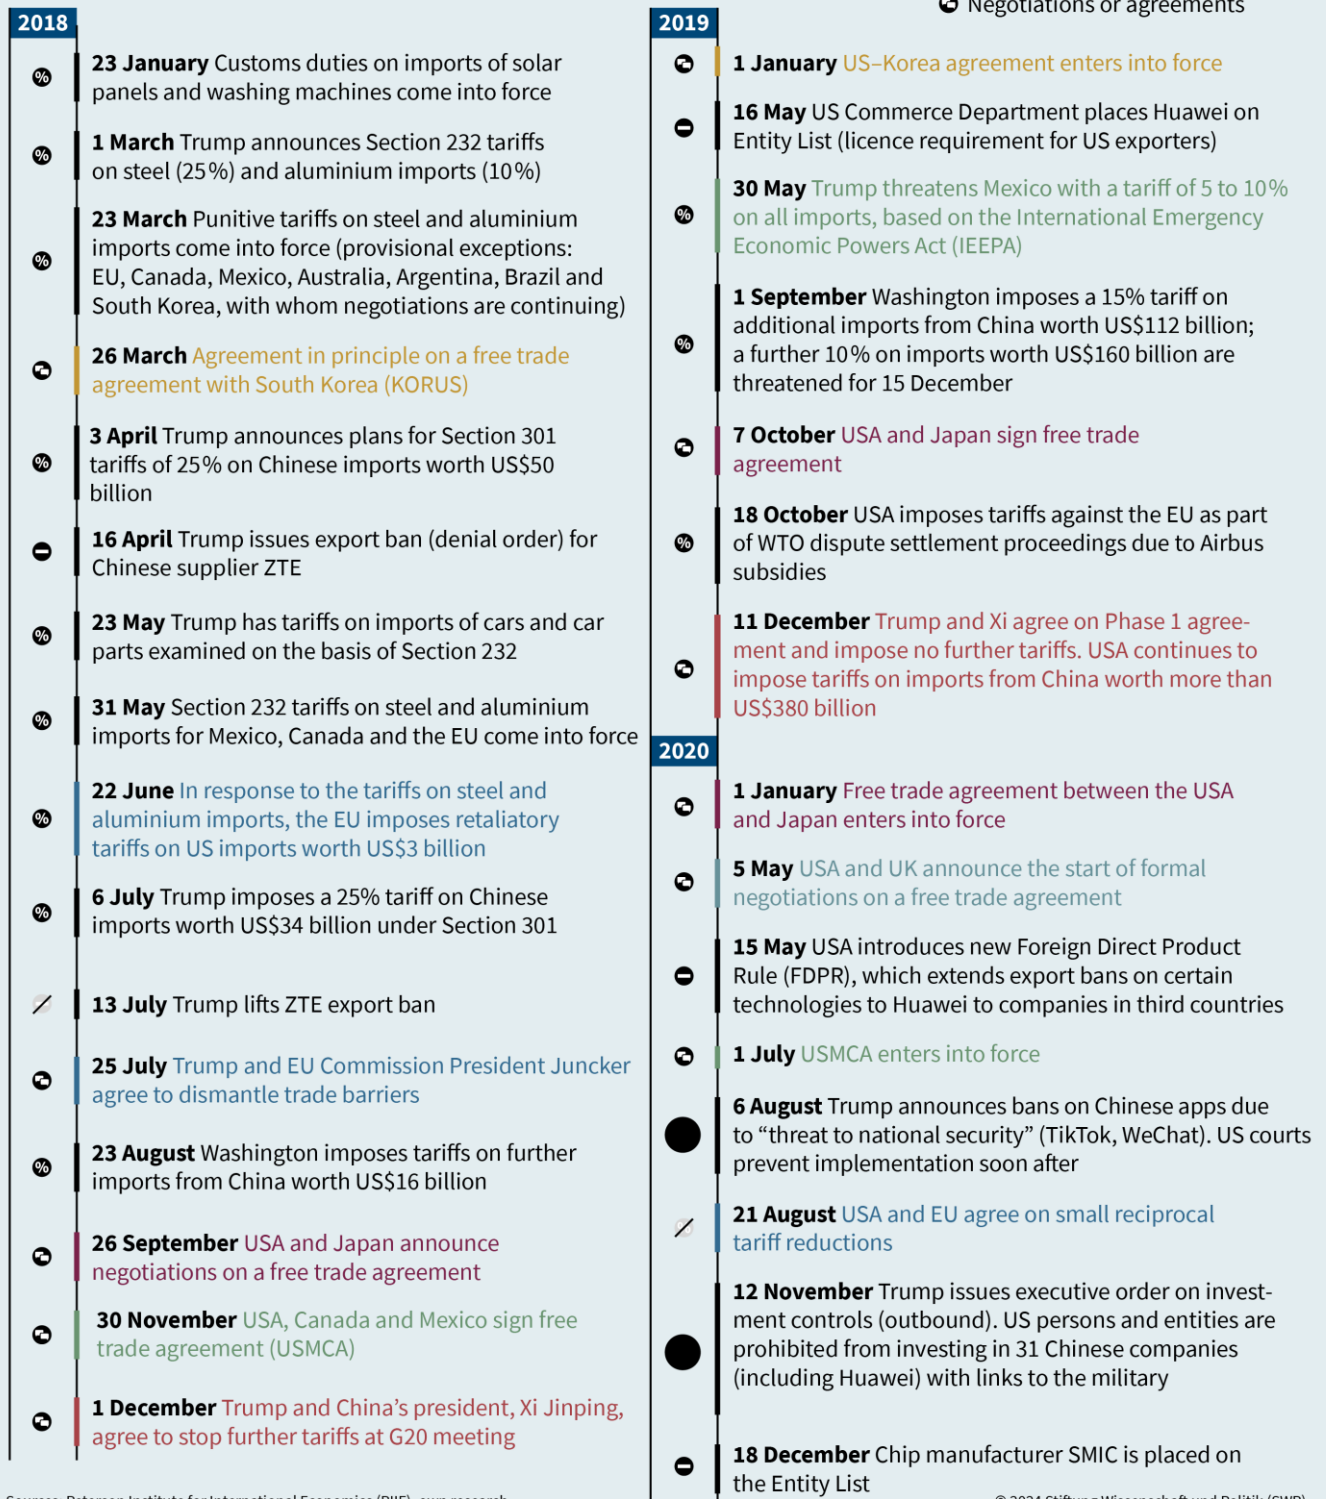 Negotiations or agreements
2018
23 January Customs duties on imports of solar
panels and washing machines come into force
1 March Trump announces Section 232 tariffs
on steel (25%) and aluminium imports (10%)
23 March Punitive tariffs on steel and aluminium
imports come into force (provisional exceptions:
EU, Canada, Mexico, Australia, Argentina, Brazil and
South Korea, with whom negotiations are continuing)
26 March Agreement in principle on a free trade
agreement with South Korea (KORUS)
3 April Trump announces plans for Section 301
tariffs of 25% on Chinese imports worth US$50
billion
16 April Trump issues export ban (denial order) for
Chinese supplier ZTE
23 May Trump has tariffs on imports of cars and car
parts examined on the basis of Section 232
31 May Section 232 tariffs on steel and aluminium
imports for Mexico, Canada and the EU come into force
22 June In response to the tariffs on steel and
aluminium imports, the EU imposes retaliatory
tariffs on US imports worth US$3 billion
6 July Trump imposes a 25% tariff on Chinese
imports worth US$34 billion under Section 301
13 July Trump lifts ZTE export ban
25 July Trump and EU Commission President Juncker
agree to dismantle trade barriers
23 August Washington imposes tariffs on further
imports from China worth US$16 billion
26 September USA and Japan announce
negotiations on a free trade agreement
30 November USA, Canada and Mexico sign free
trade agreement (USMCA)
1 December Trump and China's president, Xi Jinping,
agree to stop further tariffs at G20 meeting
2019
1 January US–Korea agreement enters into force
16 May US Commerce Department places Huawei on
Entity List (licence requirement for US exporters)
30 May Trump threatens Mexico with a tariff of 5 to 10%
on all imports, based on the International Emergency
Economic Powers Act (IEEPA)
1 September Washington imposes a 15% tariff on
additional imports from China worth US$112 billion;
a further 10% on imports worth US$160 billion are
threatened for 15 December
7 October USA and Japan sign free trade
agreement
18 October USA imposes tariffs against the EU as part
of WTO dispute settlement proceedings due to Airbus
subsidies
11 December Trump and Xi agree on Phase 1 agree-
ment and impose no further tariffs. USA continues to
impose tariffs on imports from China worth more than
US$380 billion
2020
1 January Free trade agreement between the USA
and Japan enters into force
5 May USA and UK announce the start of formal
negotiations on a free trade agreement
15 May USA introduces new Foreign Direct Product
Rule (FDPR), which extends export bans on certain
technologies to Huawei to companies in third countries
1 July USMCA enters into force
6 August Trump announces bans on Chinese apps due
to “threat to national security” (TikTok, WeChat). US courts
prevent implementation soon after
21 August USA and EU agree on small reciprocal
tariff reductions
12 November Trump issues executive order on invest-
ment controls (outbound). US persons and entities are
prohibited from investing in 31 Chinese companies
(including Huawei) with links to the military
18 December Chip manufacturer SMIC is placed on
the Entity List